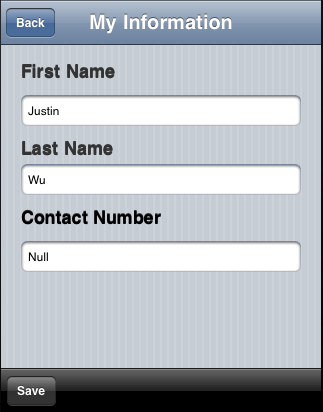 Back
My Information
First Name
Justin
Last Name
Wu
Contact Number
Null
Save